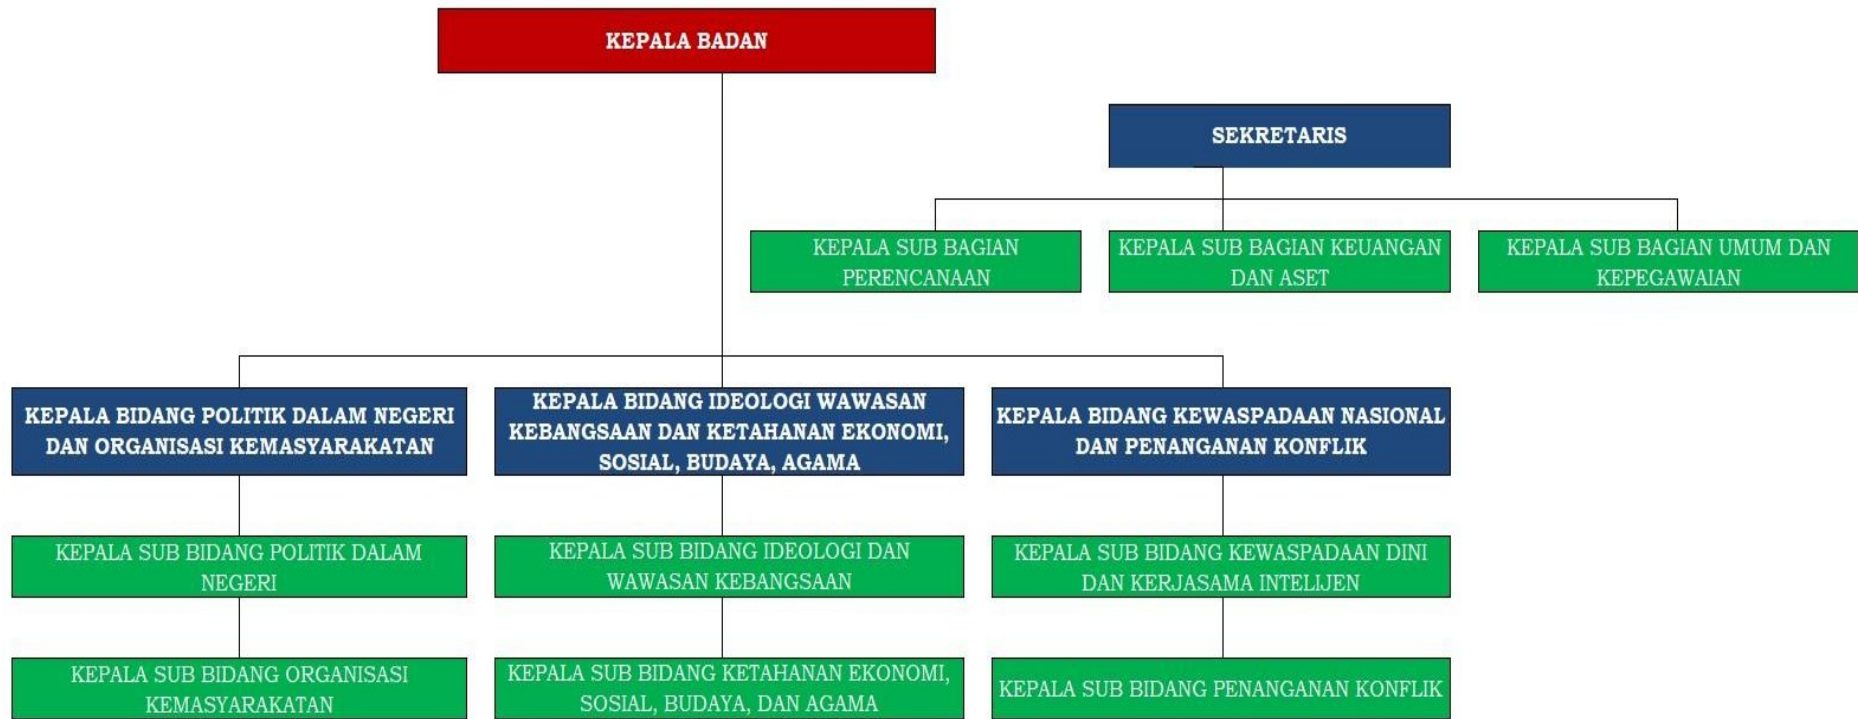 KEPALA BADAN
SEKRETARIS
KEPALA SUB BAGIAN
PERENCANAAN
KEPALA SUB BAGIAN KEUANGAN
DAN ASET
KEPALA SUB BAGIAN UMUM DAN
KEPEGAWAIAN
KEPALA BIDANG POLITIK DALAM NEGERI
DAN ORGANISASI KEMASYARAKATAN
KEPALA BIDANG IDEOLOGI WAWASAN
KEBANGSAAN DAN KETAHANAN EKONOMI,
SOSIAL, BUDAYA, AGAMA
KEPALA BIDANG KEWASPADAAN NASIONAL
DAN PENANGANAN KONFLIK
KEPALA SUB BIDANG POLITIK DALAM
NEGERI
KEPALA SUB BIDANG IDEOLOGI DAN
WAWASAN KEBANGSAAN
KEPALA SUB BIDANG KEWASPADAAN DINI
DAN KERJASAMA INTELIJEN
KEPALA SUB BIDANG ORGANISASI
KEMASYARAKATAN
KEPALA SUB BIDANG KETAHANAN EKONOMI,
SOSIAL, BUDAYA, DAN AGAMA
KEPALA SUB BIDANG PENANGANAN KONFLIK